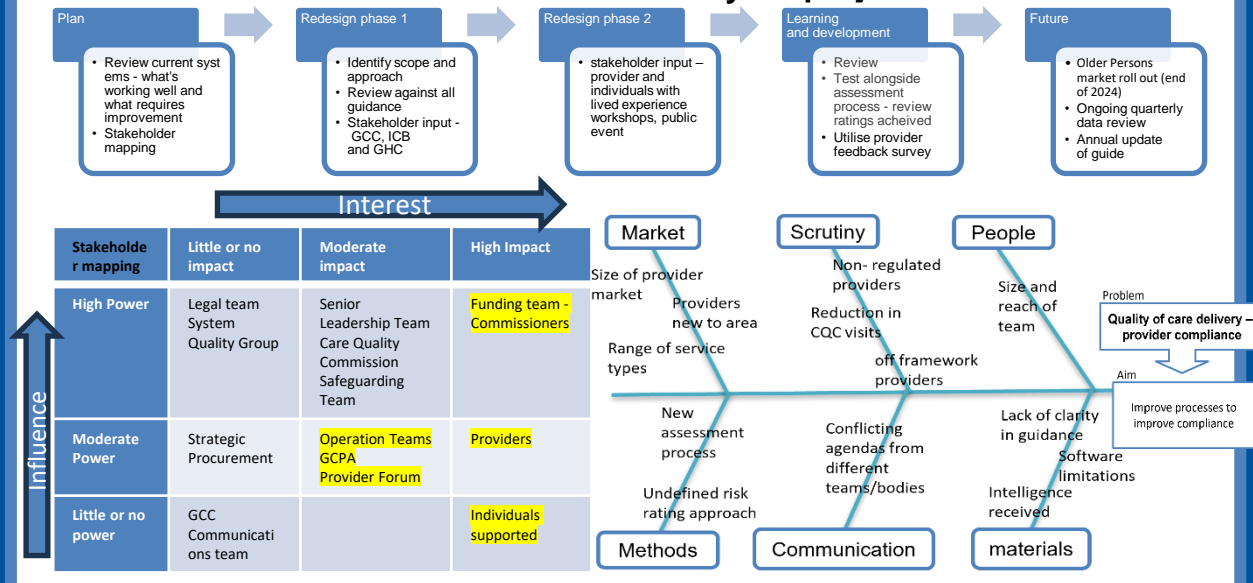 Plan
Review current syst
ems - what's
working well and
what requires
improvement
Stakeholder
mapping
Redesign phase 1
Identify scope and
approach
Review against all
guidance
Stakeholder input -
GCC, ICB
and GHC
Redesign phase 2
stakeholder input –
provider and
individuals with
lived experience
workshops, public
event
Learning
and development
Review
Test alongside
assessment
process - review
ratings acheived
Utilise provider
feedback survey
Future
Older Persons
market roll out (end
of 2024)
Ongoing quarterly
data review
Annual update
of guide
Interest
Influence
Stakeholde
r mapping
Little or no
impact
Moderate
impact
High Impact
High Power
Legal team
System
Quality Group
Senior
Leadership Team
Care Quality
Commission
Safeguarding
Team
Funding team -
Commissioners
Moderate
Power
Strategic
Procurement
Operation Teams
GCPA
Provider Forum
Providers
Little or no
power
GCC
Communicati
ons team
Individuals
supported
Market
Size of provider
market
Providers
new to area
Range of service
types
Scrutiny
Non- regulated
providers
Reduction in
CQC visits
off framework
providers
People
Size and
reach of
team
Problem
Quality of care delivery –
provider compliance
Aim
Improve processes to
improve compliance
New
assessment
process
Undefined risk
rating approach
Methods
Conflicting
agendas from
different
teams/bodies
Communication
Lack of clarity
in guidance
Software
limitations
Intelligence
received
materials